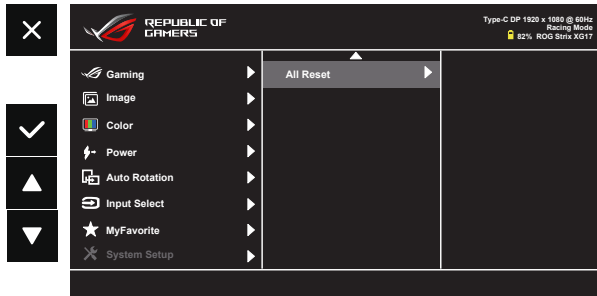 REPUBLIC OF
GAMERS
Type-C DP 1920 x 1080 @ 60Hz
Racing Mode
82% ROG Strix XG17
Gaming
Image
Color
Power
Auto Rotation
Input Select
MyFavorite
System Setup
All Reset